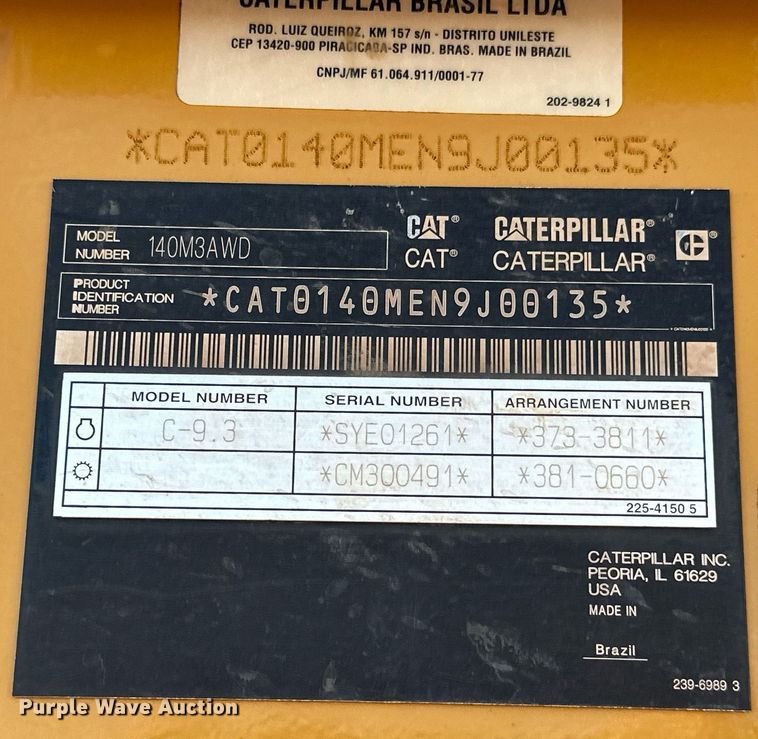 CATERPILLAR BRASIL LTDA
ROD. LUIZ QUEIROZ, KM 157 s/n - DISTRITO UNILESTE
CEP 13420-900 PIRACICABA-SP IND. BRAS. MADE IN BRAZIL
CNPJ/MF 61.064.911/0001-77
202-9824 1
*CAT0140MEN9J00135*
MODEL NUMBER 140M3AWD
CAT® CATERPILLAR®
CAT® CATERPILLAR®
PRODUCT IDENTIFICATION NUMBER *CAT0140MEN9J00135*
MODEL NUMBER SERIAL NUMBER ARRANGEMENT NUMBER
C-9.3 *SYE01261* *373-3811*
*CM300491* *381-0660*
225-4150 5
CATERPILLAR INC.
PEORIA, IL 61629
USA
MADE IN
Brazil
239-6989 3
Purple Wave Auction